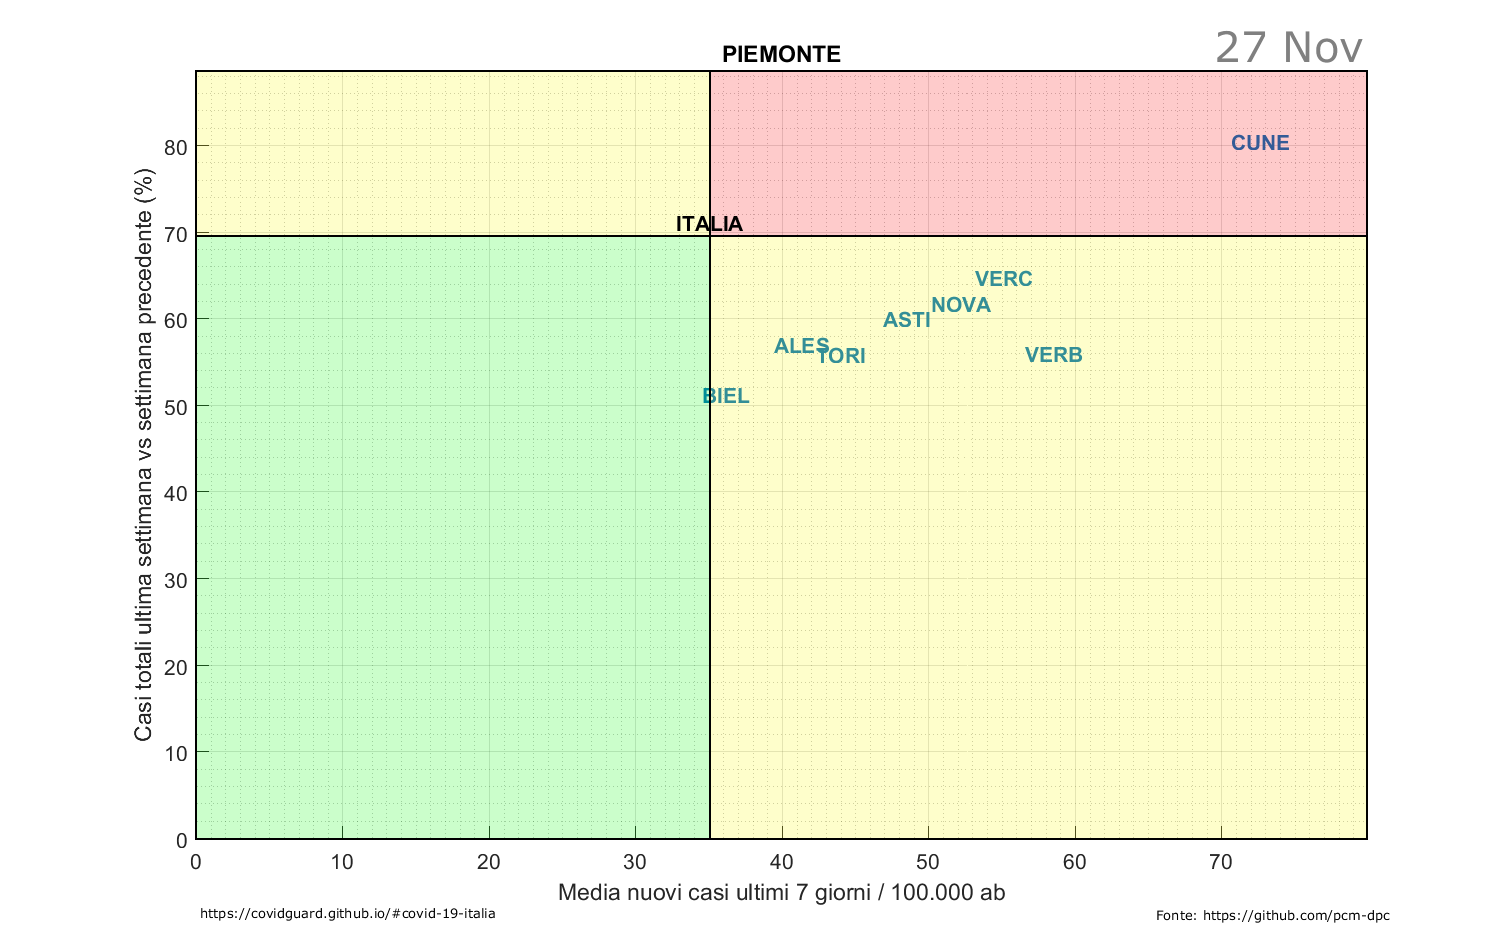 27 Nov
PIEMONTE
Casi totali ultima settimana vs settimana precedente (%)
80
70
60
50
40
30
20
10
0
CUNE
ITALIA
VERC
NOVA
ASTI
ALES
TORI
VERB
BIEL
0 10 20 30 40 50 60 70
Media nuovi casi ultimi 7 giorni / 100.000 ab
https://covidguard.github.io/#covid-19-italia
Fonte: https://github.com/pcm-dpc